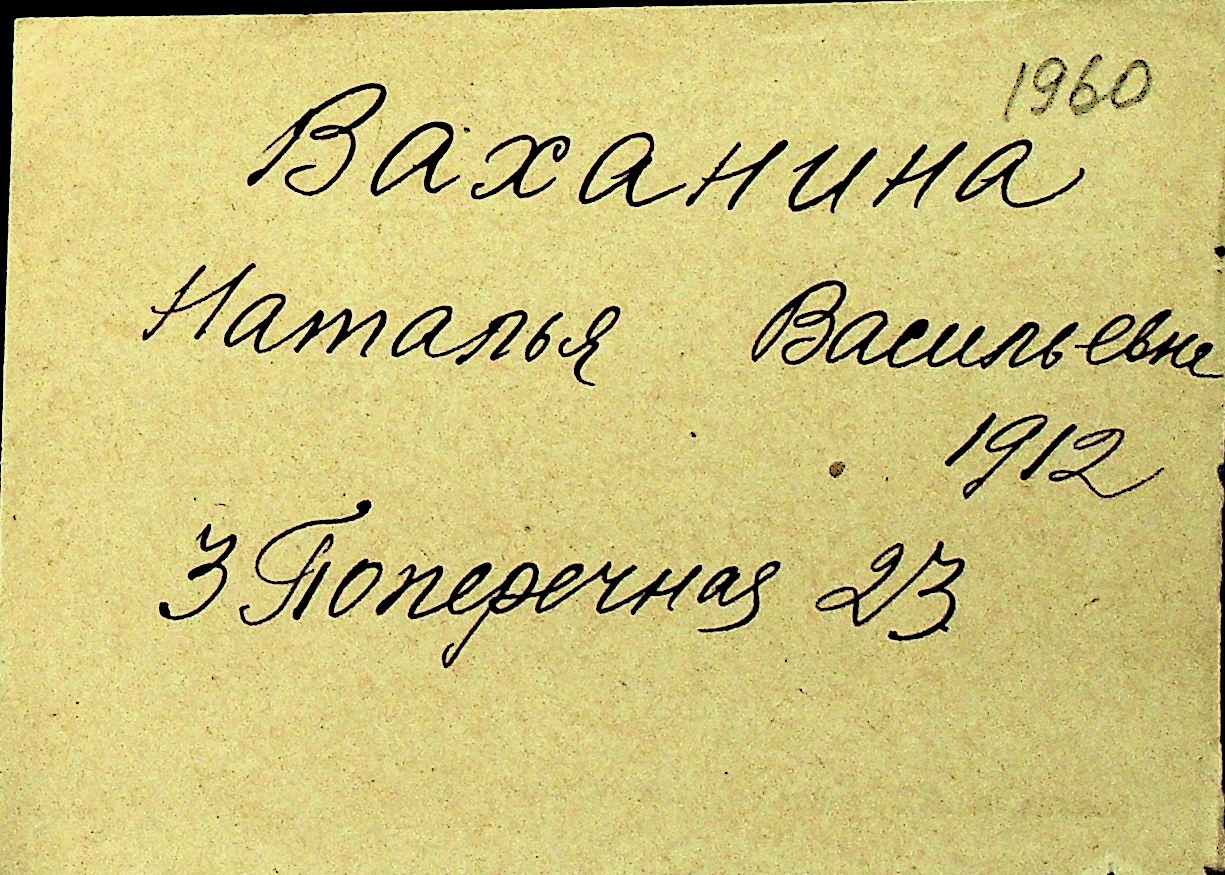 1960
Ваханина
Наталья Васильевна
1912
3 Поперечная 23